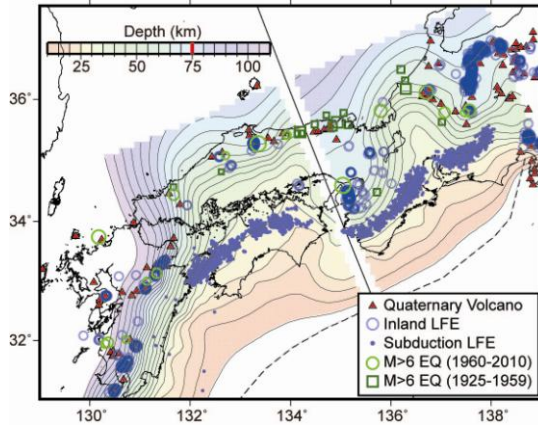 Depth (km)
25 50 75 100
36°
34°
32°
Quaternary Volcano
Inland LFE
Subduction LFE
M>6 EQ (1960-2010)
M>6 EQ (1925-1959)
130° 132° 134° 136° 138°